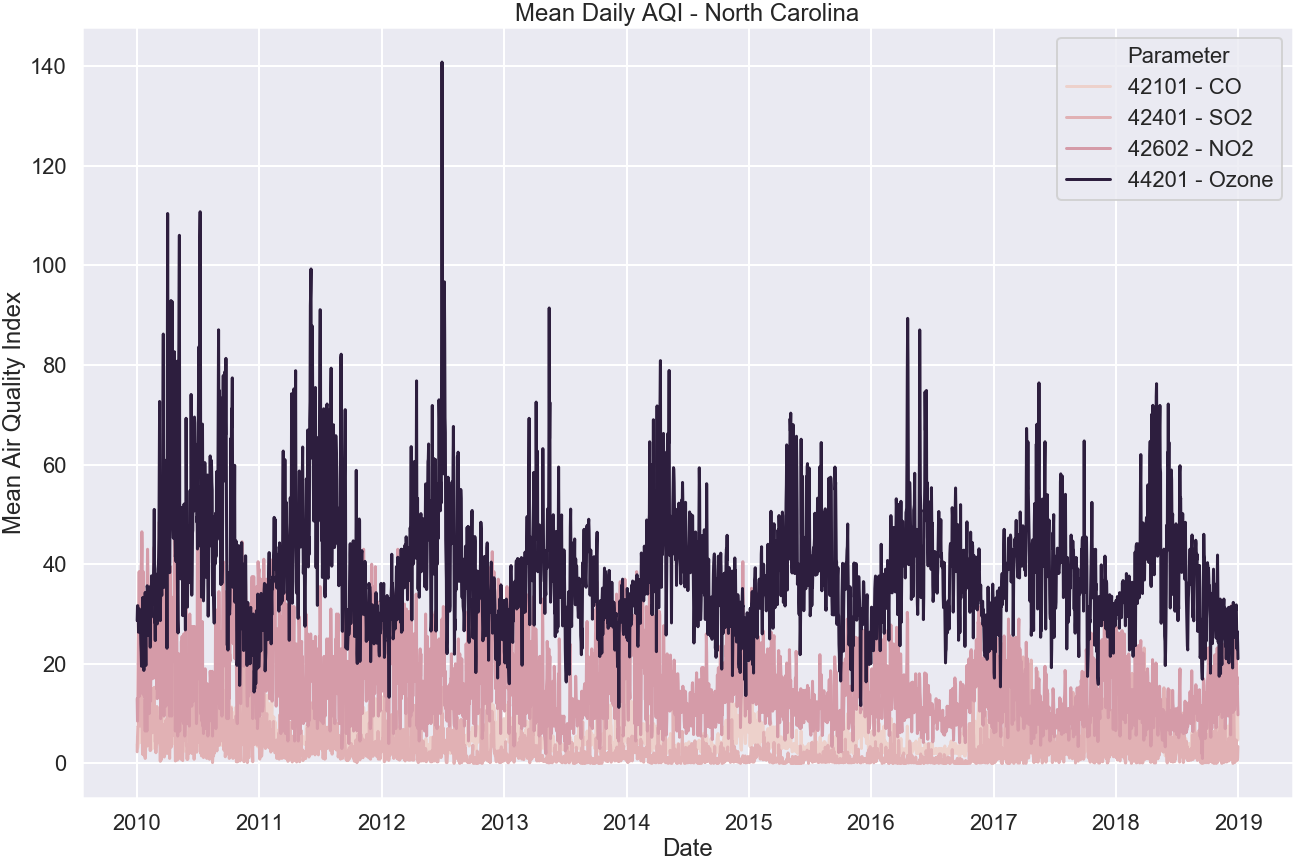 Mean Daily AQI - North Carolina
Parameter
42101 - CO
42401 - SO2
42602 - NO2
44201 - Ozone
Mean Air Quality Index
140
120
100
80
60
40
20
0
2010 2011 2012 2013 2014 2015 2016 2017 2018 2019
Date